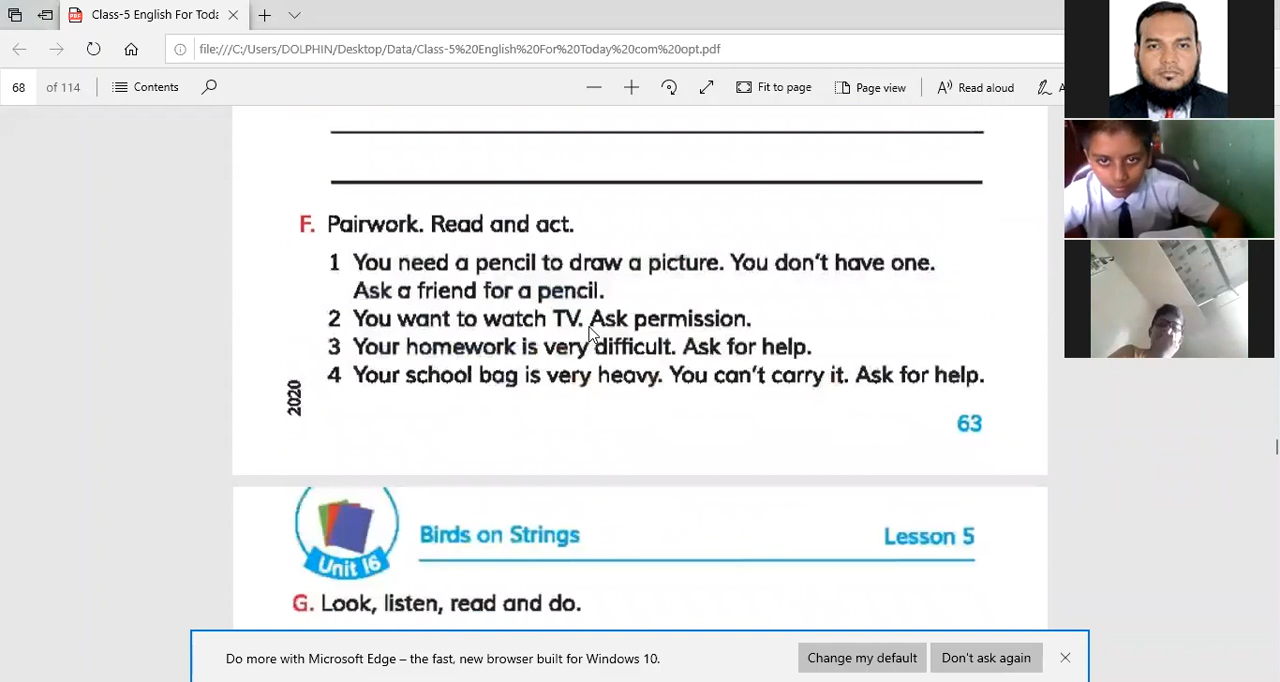 Class-5 English For Toda
file:///C:/Users/DOLPHIN/Desktop/Data/Class-5%20English%20For%20Today%20com%20opt.pdf
68 of 114 Contents Fit to page Page view Read aloud
F. Pairwork. Read and act.
1 You need a pencil to draw a picture. You don't have one.
Ask a friend for a pencil.
2 You want to watch TV. Ask permission.
3 Your homework is very difficult. Ask for help.
4 Your school bag is very heavy. You can't carry it. Ask for help.
2020
63
Birds on Strings Lesson 5
Unit 16
G. Look, listen, read and do.
Do more with Microsoft Edge – the fast, new browser built for Windows 10. Change my default Don't ask again